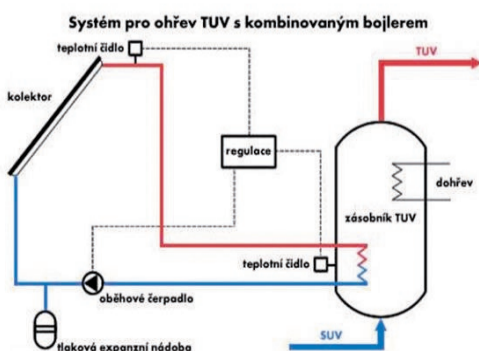 Systém pro ohřev TUV s kombinovaným bojlerem
teplotní čidlo
TUV
kolektor
regulace
dohřev
zásobník TUV
teplotní čidlo
oběhové čerpadlo
SUV
tlaková expanzní nádoba